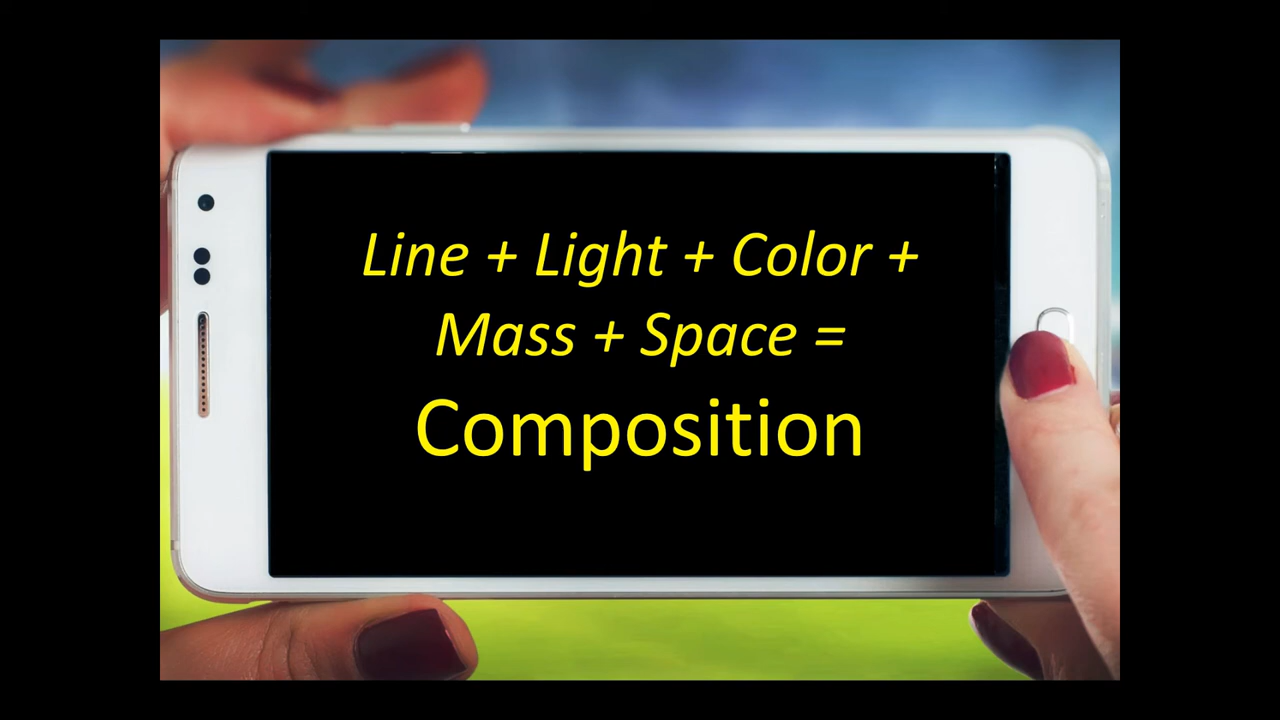 Line + Light + Color +
Mass + Space =
Composition